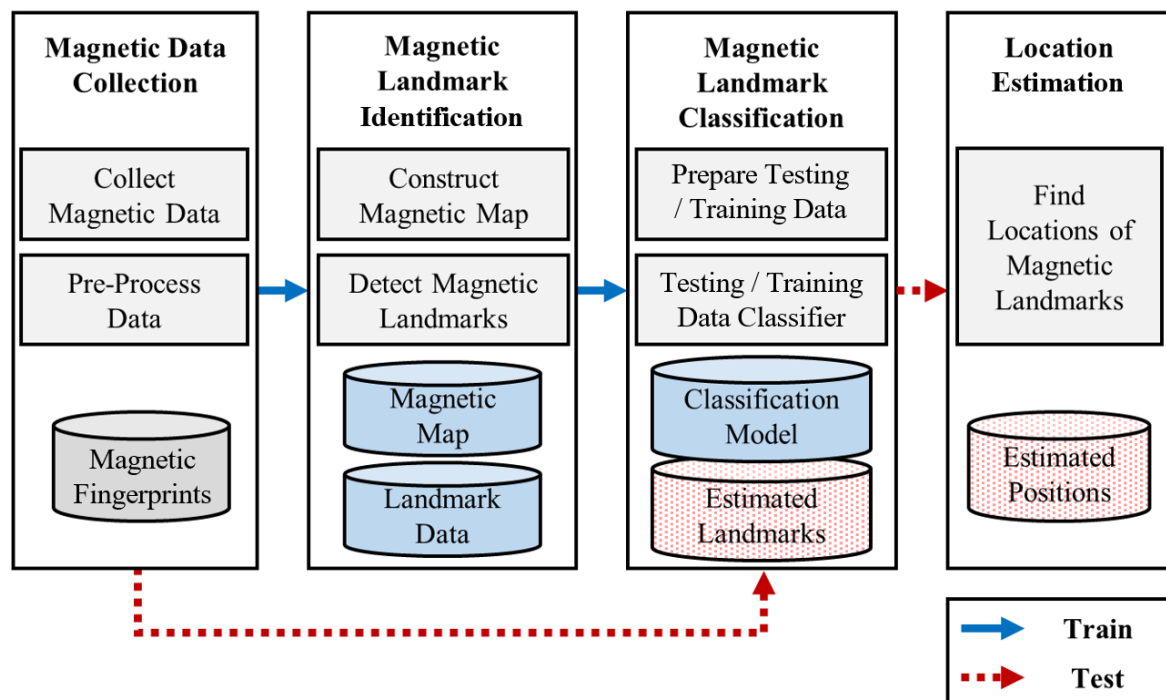 Magnetic Data
Collection
Collect
Magnetic Data
Pre-Process
Data
Magnetic
Fingerprints
Magnetic
Landmark
Identification
Construct
Magnetic Map
Detect Magnetic
Landmarks
Magnetic
Map
Landmark
Data
Magnetic
Landmark
Classification
Prepare Testing
/ Training Data
Testing / Training
Data Classifier
Classification
Model
Estimated
Landmarks
Location
Estimation
Find
Locations of
Magnetic
Landmarks
Estimated
Positions
Train
Test